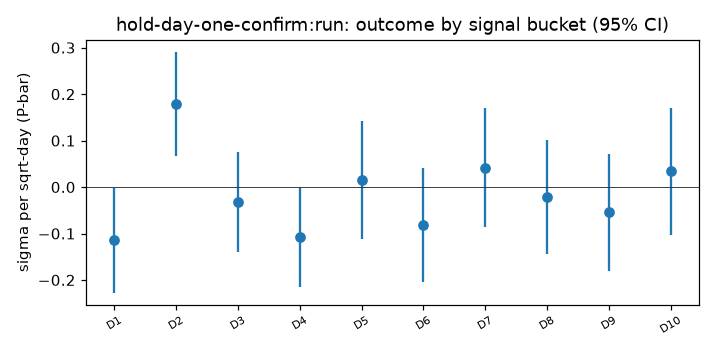 hold-day-one-confirm:run: outcome by signal bucket (95% CI)
sigma per sqrt-day (P-bar)
0.3
0.2
0.1
0.0
−0.1
−0.2
D1 D2 D3 D4 D5 D6 D7 D8 D9 D10